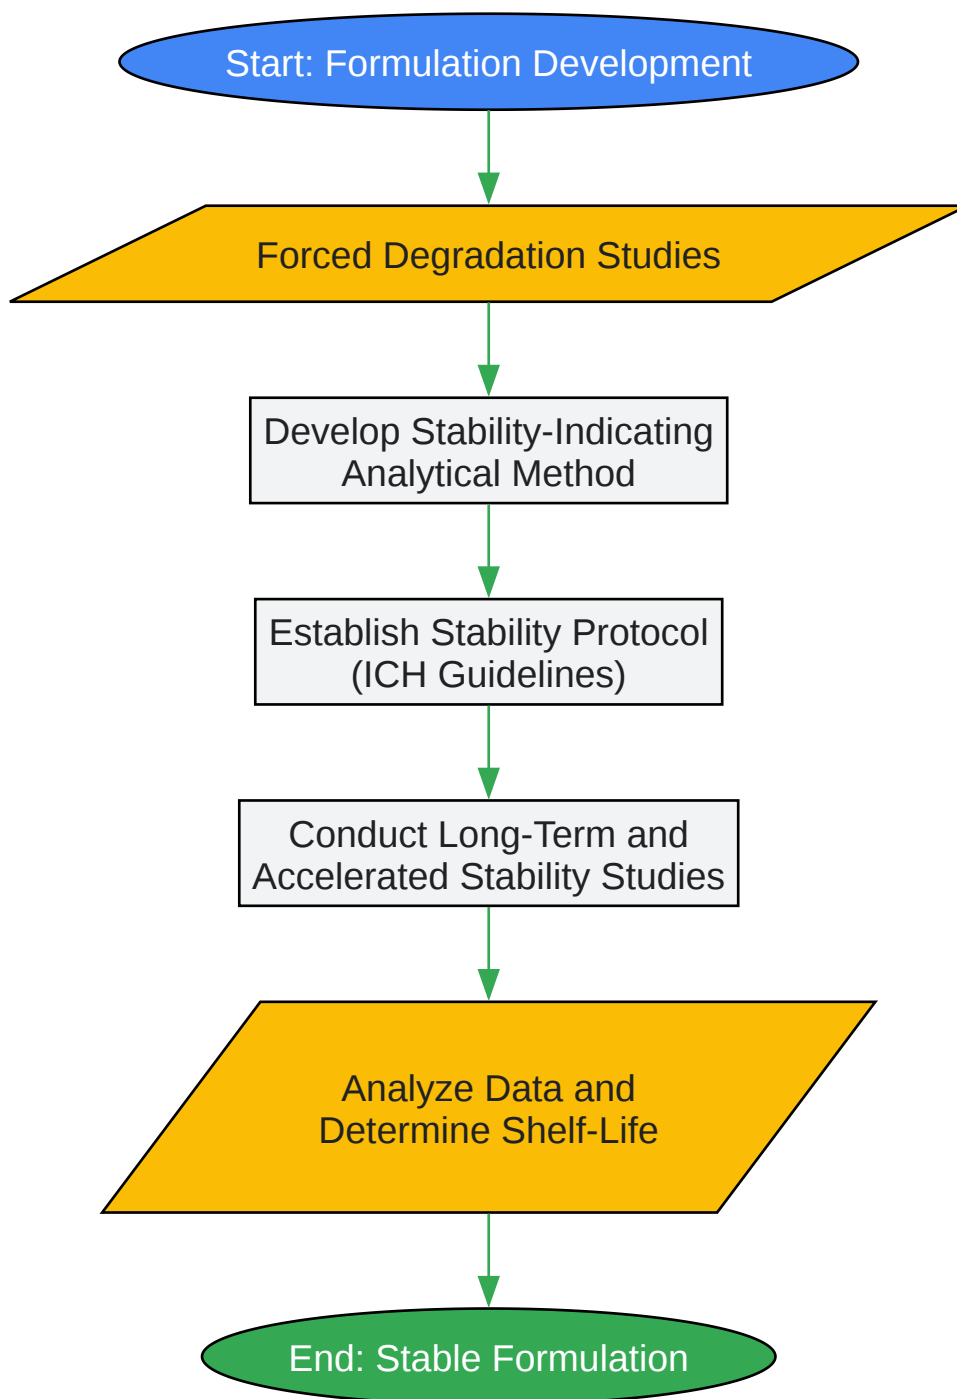 Start: Formulation Development
Forced Degradation Studies
Develop Stability-Indicating
Analytical Method
Establish Stability Protocol
(ICH Guidelines)
Conduct Long-Term and
Accelerated Stability Studies
Analyze Data and
Determine Shelf-Life
End: Stable Formulation